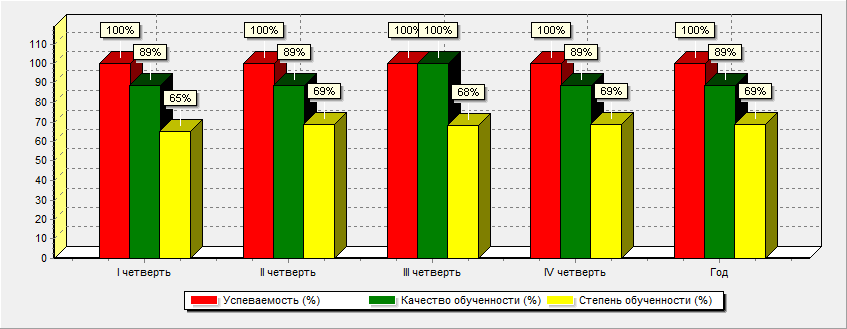 100% 100% 100% 100% 100% 100%
89% 89% 89% 89%
65% 69% 68% 69% 69%
110
100
90
80
70
60
50
40
30
20
10
0
I четверть II четверть III четверть IV четверть Год
Успеваемость (%) Качество обученности (%) Степень обученности (%)